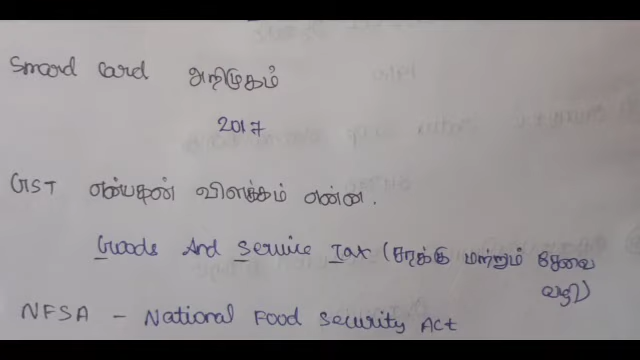 Smard card அறிமுகம்
2017
GST என்பதன் விளக்கம் என்ன.
Goods And Service Tax (சரக்கு மற்றும் சேவை
வழி)
NFSA - National Food Security Act